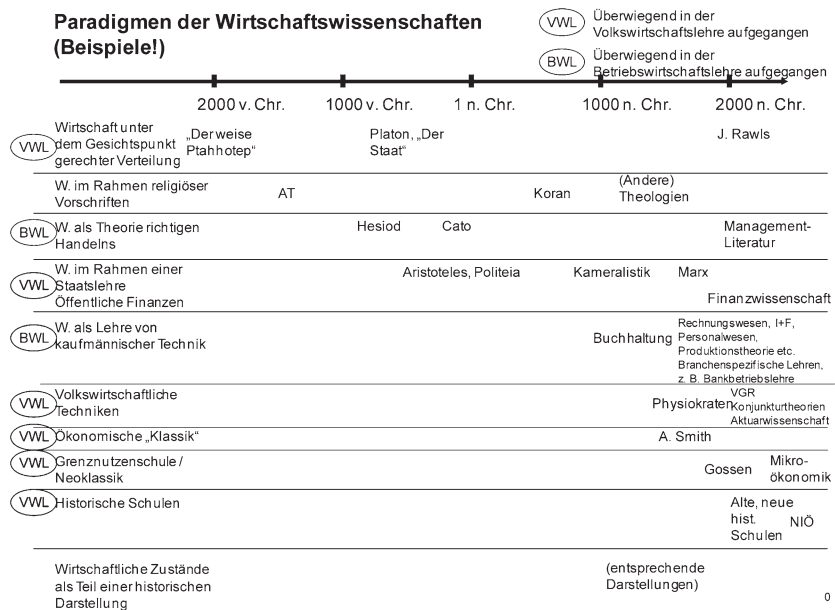 Paradigmen der Wirtschaftswissenschaften
(Beispiele!)
VWL
Überwiegend in der
Volkswirtschaftslehre aufgegangen
BWL
Überwiegend in der
Betriebswirtschaftslehre aufgegangen
2000 v. Chr. 1000 v. Chr. 1 n. Chr. 1000 n. Chr. 2000 n. Chr.
VWL
Wirtschaft unter
dem Gesichtspunkt
gerechter Verteilung
„Der weise
Ptahhotep“
Platon, „Der
Staat“
J. Rawls
W. im Rahmen religiöser
Vorschriften
AT
Koran
(Andere)
Theologien
BWL
W. als Theorie richtigen
Handelns
Hesiod
Cato
Management-
Literatur
VWL
W. im Rahmen einer
Staatslehre
Öffentliche Finanzen
Aristoteles, Politeia
Kameralistik
Marx
Finanzwissenschaft
BWL
W. als Lehre von
kaufmännischer Technik
Buchhaltung
Rechnungswesen, I+F,
Personalwesen,
Produktionstheorie etc.
Branchenspezifische Lehren,
z. B. Bankbetriebslehre
VWL
Volkswirtschaftliche
Techniken
Physiokraten
VGR
Konjunkturtheorien
Aktuarwissenschaft
VWL
Ökonomische „Klassik“
A. Smith
VWL
Grenznutzenschule /
Neoklassik
Gossen
Mikro-
ökonomik
VWL
Historische Schulen
Alte, neue
hist.
Schulen
NIÖ
Wirtschaftliche Zustände
als Teil einer historischen
Darstellung
(entsprechende
Darstellungen)
0